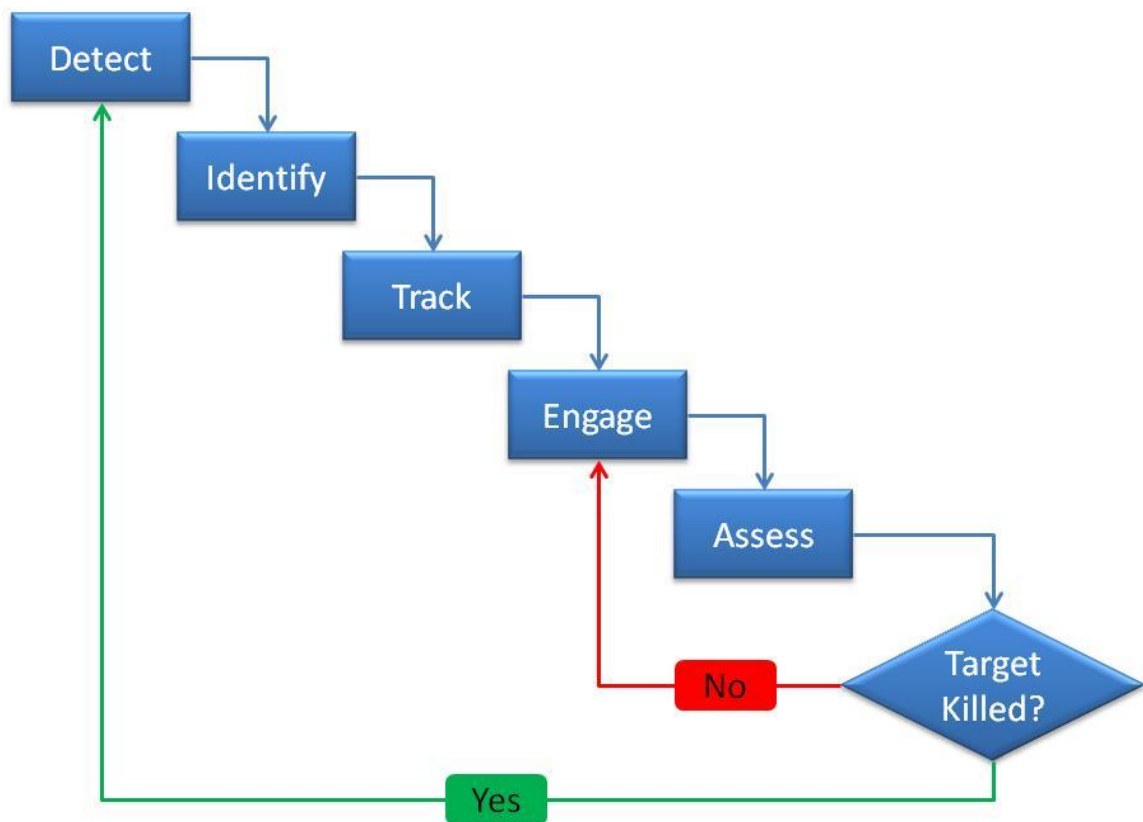 Detect
Identify
Track
Engage
Assess
Target
Killed?
No
Yes